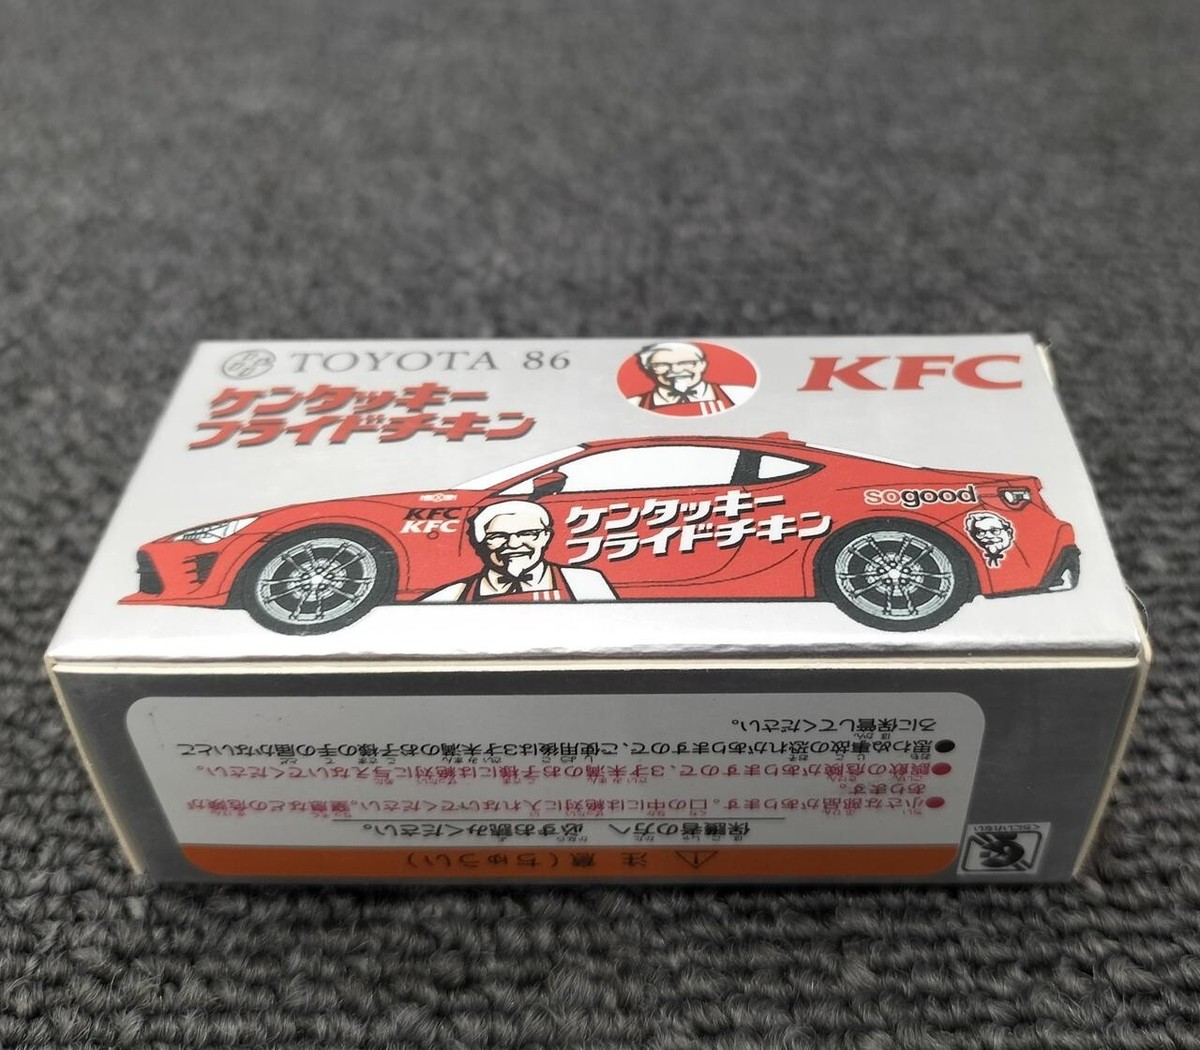 TOYOTA 86
KFC
ケンタッキー
フライドチキン
KFC
KFC
ケンタッキー
フライドチキン
sogood
注意(ちゅうい)
保護者の方へ 必ずお読みください。
●小さな部品があります。口の中には絶対に入れないでください。窒息などの危険が
あります。
●誤飲の危険がありますので、3才未満のお子様には絶対に与えないでください。
●思わぬ事故の恐れがありますので、ご使用後は3才未満のお子様の手の届かないとこ
ろに保管してください。
くちにいれない